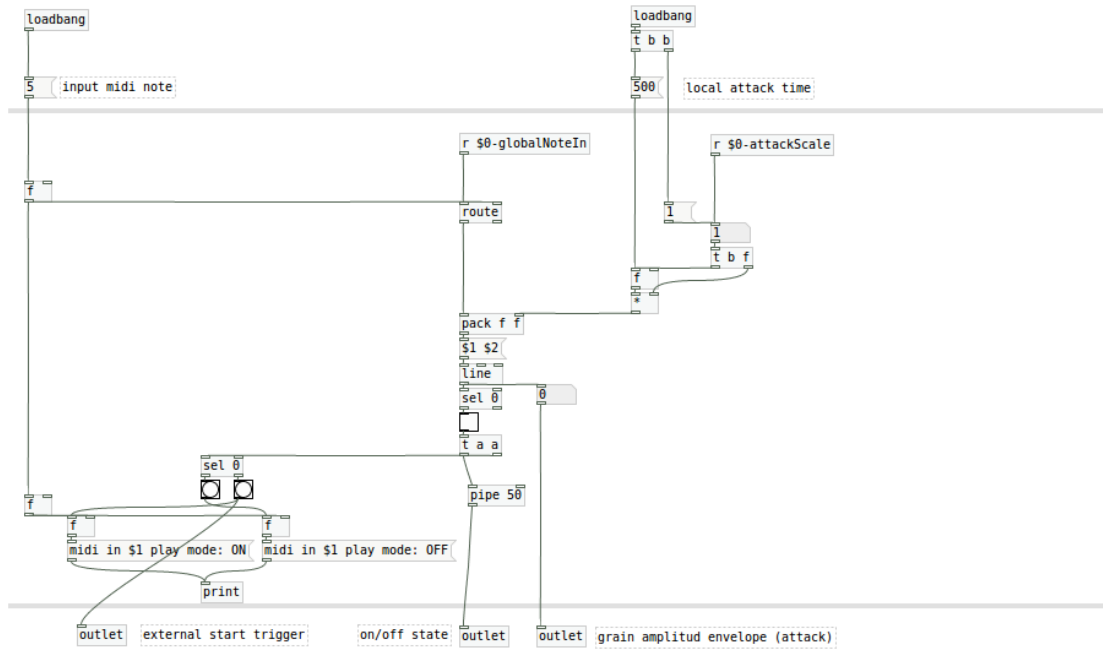 loadbang
loadbang
t b b
5
input midi note
500
local attack time
r $0-globalNoteIn
r $0-attackScale
f
route
1
1
t b f
f
*
pack f f
$1 $2
line
sel 0
0
t a a
sel 0
pipe 50
f
f
f
midi in $1 play mode: ON
midi in $1 play mode: OFF
print
outlet
external start trigger
on/off state
outlet
outlet
grain amplitud envelope (attack)